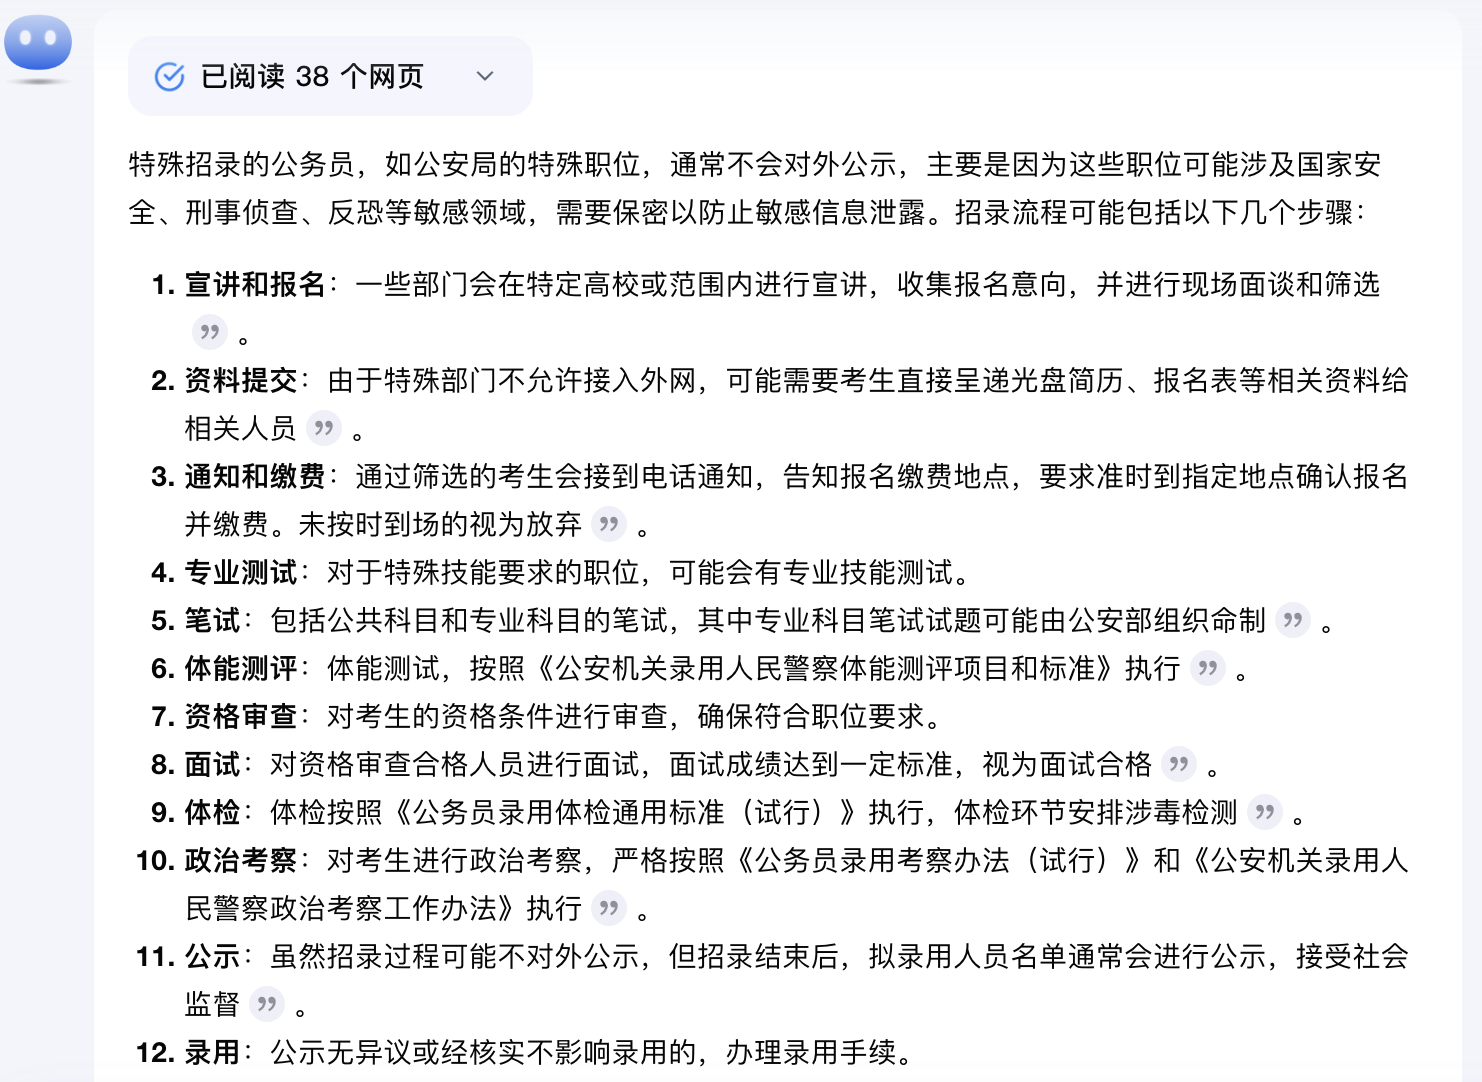 已阅读 38 个网页
特殊招录的公务员，如公安局的特殊职位，通常不会对外公示，主要是因为这些职位可能涉及国家安
全、刑事侦查、反恐等敏感领域，需要保密以防止敏感信息泄露。招录流程可能包括以下几个步骤：
1. 宣讲和报名：一些部门会在特定高校或范围内进行宣讲，收集报名意向，并进行现场面谈和筛选
”。
2. 资料提交：由于特殊部门不允许接入外网，可能需要考生直接呈递光盘简历、报名表等相关资料给
相关人员 ”。
3. 通知和缴费：通过筛选的考生会接到电话通知，告知报名缴费地点，要求准时到指定地点确认报名
并缴费。未按时到场的视为放弃 ”。
4. 专业测试：对于特殊技能要求的职位，可能会有专业技能测试。
5. 笔试：包括公共科目和专业科目的笔试，其中专业科目笔试试题可能由公安部组织命制 ”。
6. 体能测评：体能测试，按照《公安机关录用人民警察体能测评项目和标准》执行 ”。
7. 资格审查：对考生的资格条件进行审查，确保符合职位要求。
8. 面试：对资格审查合格人员进行面试，面试成绩达到一定标准，视为面试合格 ”。
9. 体检：体检按照《公务员录用体检通用标准（试行）》执行，体检环节安排涉毒检测 ”。
10. 政治考察：对考生进行政治考察，严格按照《公务员录用考察办法（试行）》和《公安机关录用人
民警察政治考察工作办法》执行 ”。
11. 公示：虽然招录过程可能不对外公示，但招录结束后，拟录用人员名单通常会进行公示，接受社会
监督 ”。
12. 录用：公示无异议或经核实不影响录用的，办理录用手续。